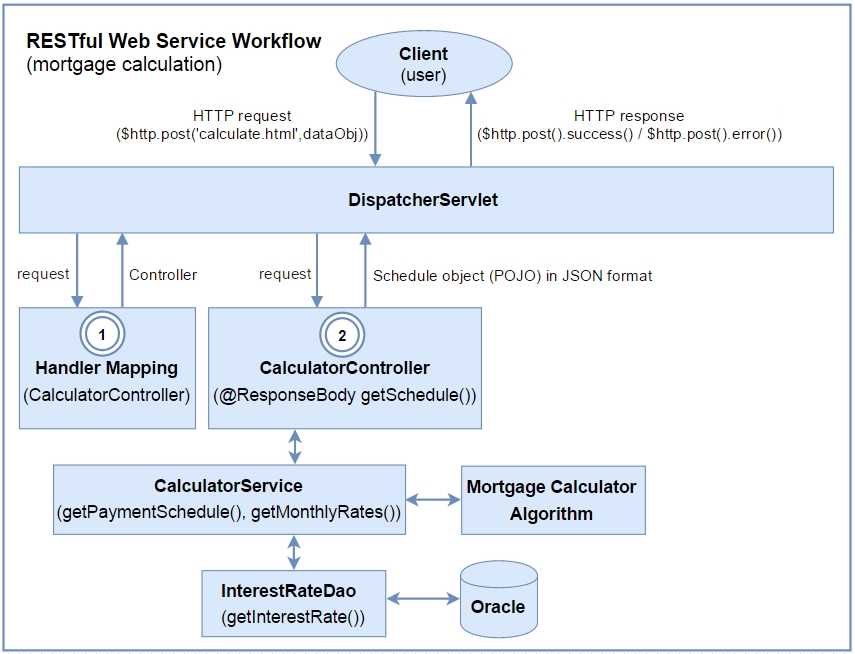 RESTful Web Service Workflow
(mortgage calculation)
Client
(user)
HTTP request
($http.post('calculate.html',dataObj))
HTTP response
($http.post().success() / $http.post().error())
DispatcherServlet
request
Controller
request
Schedule object (POJO) in JSON format
1
Handler Mapping
(CalculatorController)
2
CalculatorController
(@ResponseBody getSchedule())
CalculatorService
(getPaymentSchedule(), getMonthlyRates())
Mortgage Calculator
Algorithm
InterestRateDao
(getInterestRate())
Oracle